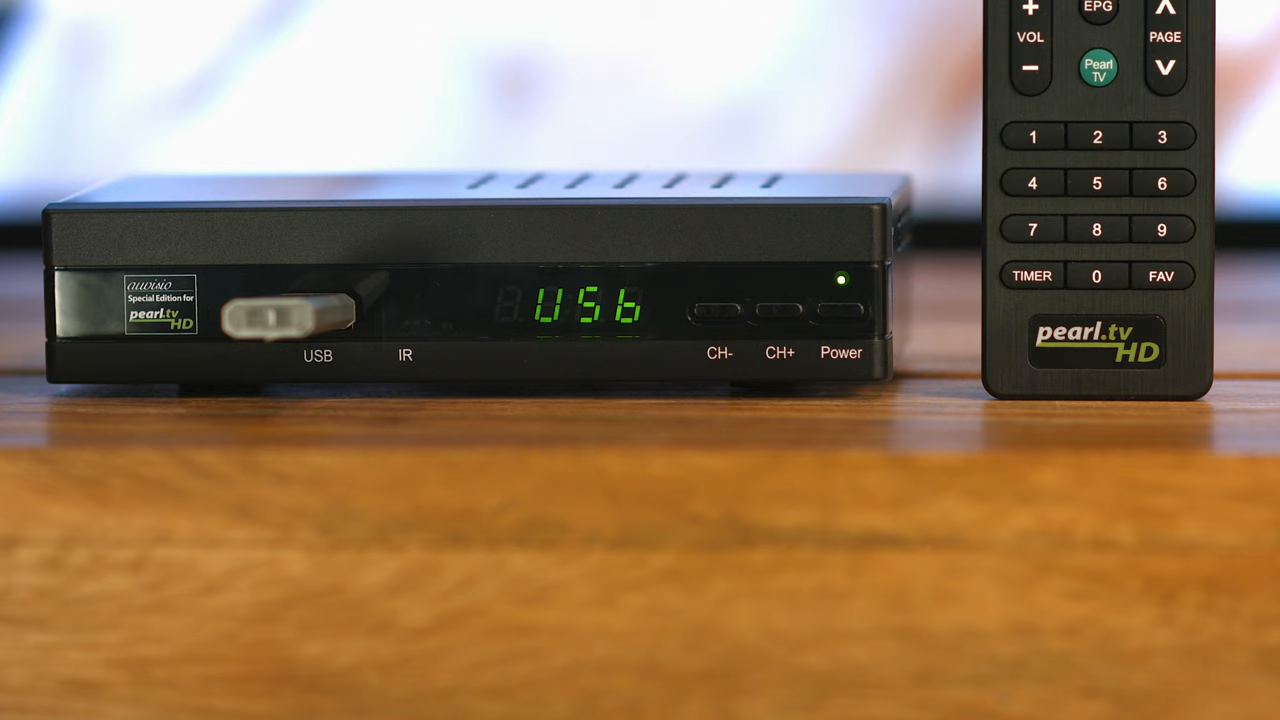 auvisio
Special Edition for
pearl.tv
HD
USB
IR
USb
CH-
CH+
Power
+
VOL
−
EPG
Pearl
TV
PAGE
1 2 3
4 5 6
7 8 9
TIMER 0 FAV
pearl.tv
HD